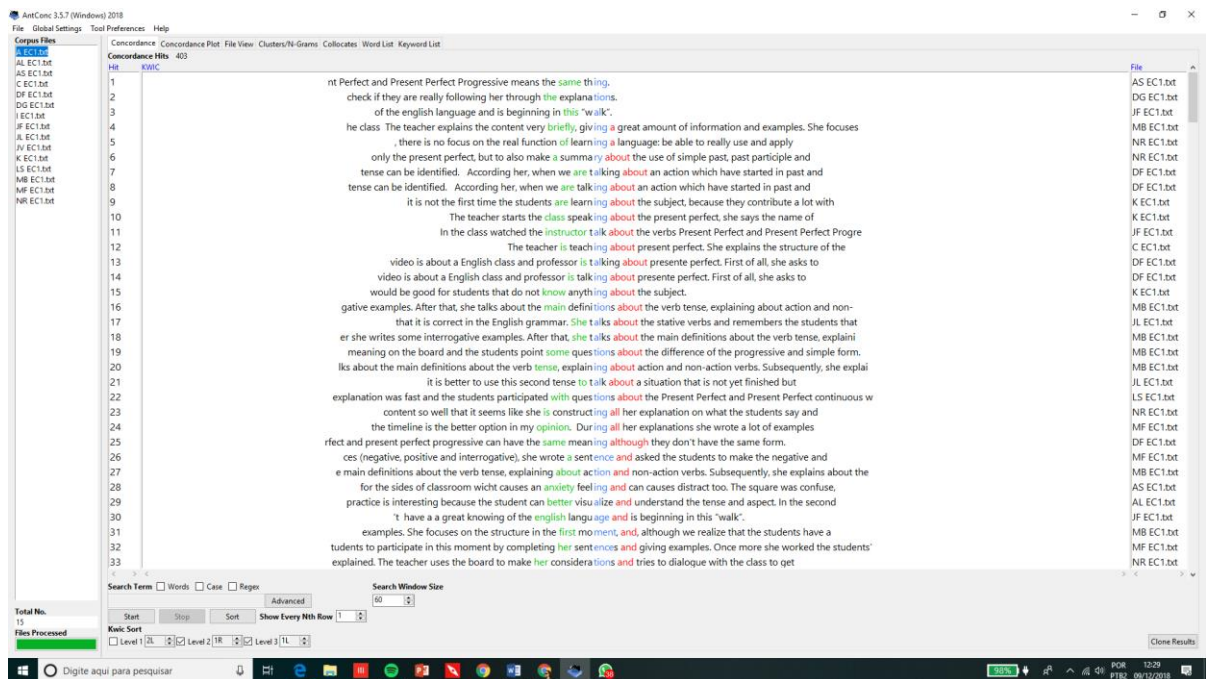 AntConc 3.5.7 (Windows) 2018
File Global Settings Tool Preferences Help
Corpus Files
A EC1.txt
AL EC1.txt
AS EC1.txt
C EC1.txt
DF EC1.txt
DG EC1.txt
I EC1.txt
JF EC1.txt
JL EC1.txt
JV EC1.txt
K EC1.txt
LS EC1.txt
MB EC1.txt
MF EC1.txt
NR EC1.txt
Concordance Concordance Plot File View Clusters/N-Grams Collocates Word List Keyword List
Concordance Hits 403
Hit KWIC File
1 nt Perfect and Present Perfect Progressive means the same thing. AS EC1.txt
2 check if they are really following her through the explanations. DG EC1.txt
3 of the english language and is beginning in this “walk”. JF EC1.txt
4 he class The teacher explains the content very briefly, giving a great amount of information and examples. She focuses MB EC1.txt
5 , there is no focus on the real function of learning a language: be able to really use and apply NR EC1.txt
6 only the present perfect, but to also make a summary about the use of simple past, past participle and NR EC1.txt
7 tense can be identified. According her, when we are talking about an action which have started in past and DF EC1.txt
8 tense can be identified. According her, when we are talking about an action which have started in past and DF EC1.txt
9 it is not the first time the students are learning about the subject, because they contribute a lot with K EC1.txt
10 The teacher starts the class speaking about the present perfect, she says the name of K EC1.txt
11 In the class watched the instructor talk about the verbs Present Perfect and Present Perfect Progre JF EC1.txt
12 The teacher is teaching about present perfect. She explains the structure of the C EC1.txt
13 video is about a English class and professor is talking about presente perfect. First of all, she asks to DF EC1.txt
14 video is about a English class and professor is talking about presente perfect. First of all, she asks to DF EC1.txt
15 would be good for students that do not know anything about the subject. K EC1.txt
16 gative examples. After that, she talks about the main definitions about the verb tense, explaining about action and non- MB EC1.txt
17 that it is correct in the English grammar. She talks about the stative verbs and remembers the students that JL EC1.txt
18 er she writes some interrogative examples. After that, she talks about the main definitions about the verb tense, explaini MB EC1.txt
19 meaning on the board and the students point some questions about the difference of the progressive and simple form. MB EC1.txt
20 lks about the main definitions about the verb tense, explaining about action and non-action verbs. Subsequently, she explai MB EC1.txt
21 it is better to use this second tense to talk about a situation that is not yet finished but JL EC1.txt
22 explanation was fast and the students participated with questions about the Present Perfect and Present Perfect continuous w LS EC1.txt
23 content so well that it seems like she is constructing all her explanation on what the students say and NR EC1.txt
24 the timeline is the better option in my opinion. During all her explanations she wrote a lot of examples MF EC1.txt
25 rfect and present perfect progressive can have the same meaning although they don't have the same form. DF EC1.txt
26 ces (negative, positive and interrogative), she wrote a sentence and asked the students to make the negative and MF EC1.txt
27 e main definitions about the verb tense, explaining about action and non-action verbs. Subsequently, she explains about the MB EC1.txt
28 for the sides of classroom wicht causes an anxiety feeling and can causes distract too. The square was confuse, AS EC1.txt
29 practice is interesting because the student can better visualize and understand the tense and aspect. In the second AL EC1.txt
30 't have a a great knowing of the english language and is beginning in this “walk”. JF EC1.txt
31 examples. She focuses on the structure in the first moment, and, although we realize that the students have a MB EC1.txt
32 tudents to participate in this moment by completing her sentences and giving examples. Once more she worked the students' MF EC1.txt
33 explained. The teacher uses the board to make her considerations and tries to dialogue with the class to get NR EC1.txt
Search Term Words Case Regex Search Window Size
Advanced 60
Start Stop Sort Show Every Nth Row 1
Kwic Sort
Level 1 2L Level 2 1R Level 3 1L
Total No.
15
Files Processed
Clone Results
Digite aqui para pesquisar
98%
POR
PTB2
12:29
09/12/2018